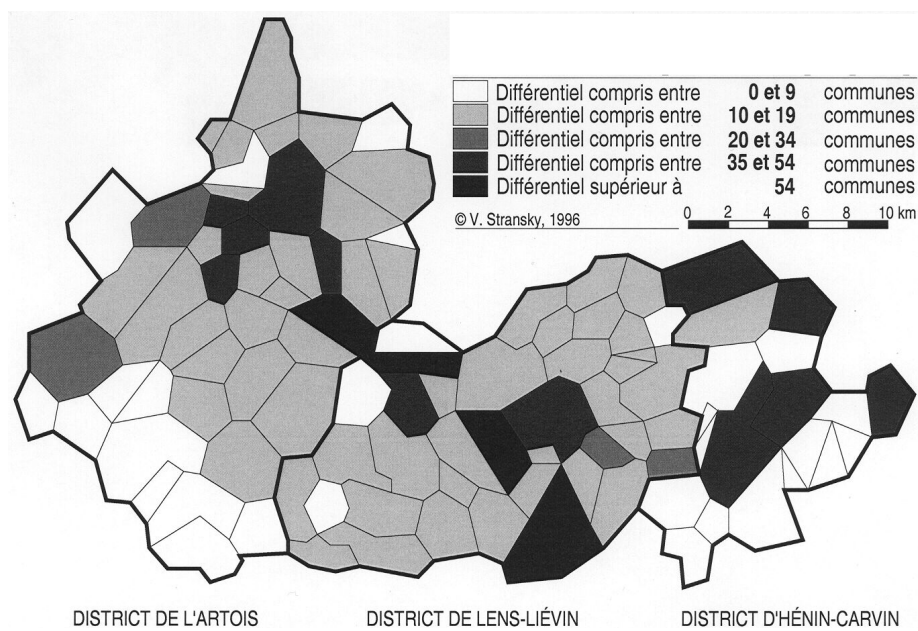 Différentiel compris entre 0 et 9 communes
Différentiel compris entre 10 et 19 communes
Différentiel compris entre 20 et 34 communes
Différentiel compris entre 35 et 54 communes
Différentiel supérieur à 54 communes
© V. Stransky, 1996
0 2 4 6 8 10 km
DISTRICT DE L'ARTOIS DISTRICT DE LENS-LIÉVIN DISTRICT D'HÉNIN-CARVIN